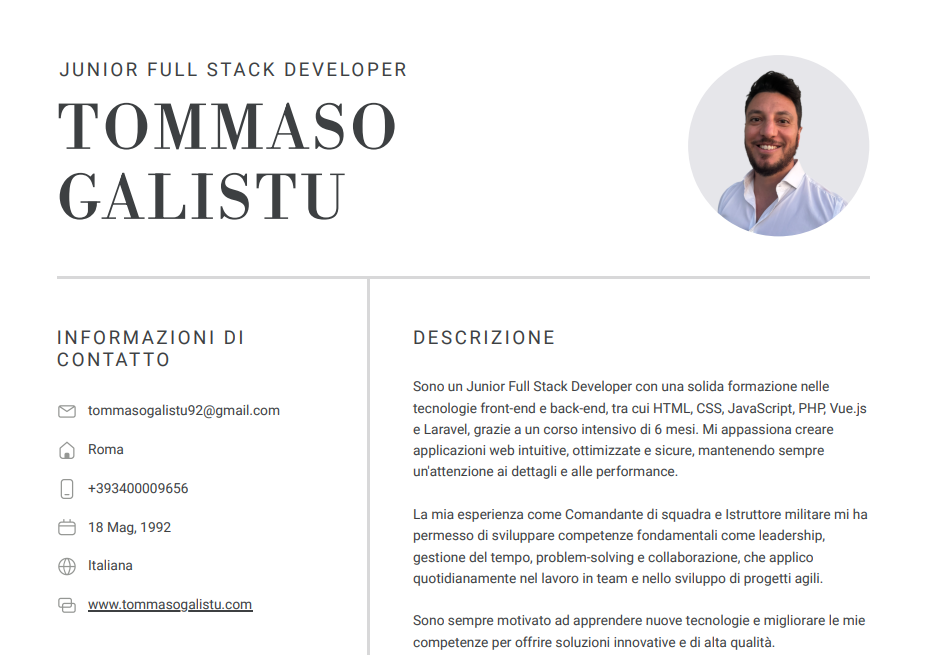 JUNIOR FULL STACK DEVELOPER
TOMMASO
GALISTU
INFORMAZIONI DI
CONTATTO
tommasogalistu92@gmail.com
Roma
+393400009656
18 Mag, 1992
Italiana
www.tommasogalistu.com
DESCRIZIONE
Sono un Junior Full Stack Developer con una solida formazione nelle
tecnologie front-end e back-end, tra cui HTML, CSS, JavaScript, PHP, Vue.js
e Laravel, grazie a un corso intensivo di 6 mesi. Mi appassiona creare
applicazioni web intuitive, ottimizzate e sicure, mantenendo sempre
un'attenzione ai dettagli e alle performance.
La mia esperienza come Comandante di squadra e Istruttore militare mi ha
permesso di sviluppare competenze fondamentali come leadership,
gestione del tempo, problem-solving e collaborazione, che applico
quotidianamente nel lavoro in team e nello sviluppo di progetti agili.
Sono sempre motivato ad apprendere nuove tecnologie e migliorare le mie
competenze per offrire soluzioni innovative e di alta qualità.